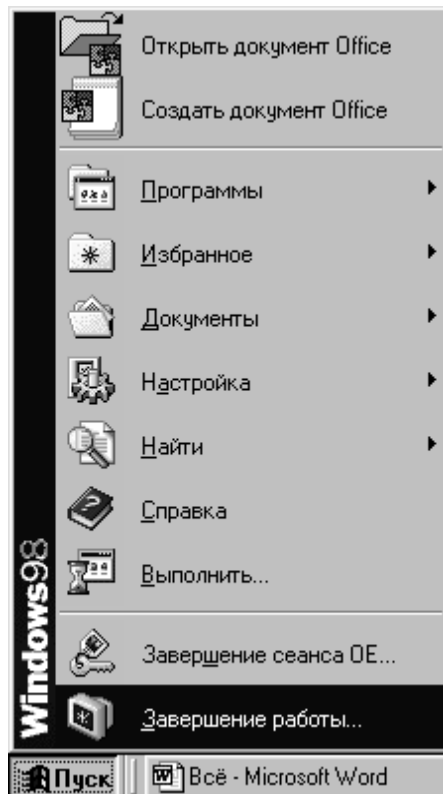 Открыть документ Office
Создать документ Office
Программы
Избранное
Документы
Настройка
Найти
Справка
Выполнить...
Завершение сеанса OE...
Завершение работы...
Windows98
Пуск
Всё - Microsoft Word